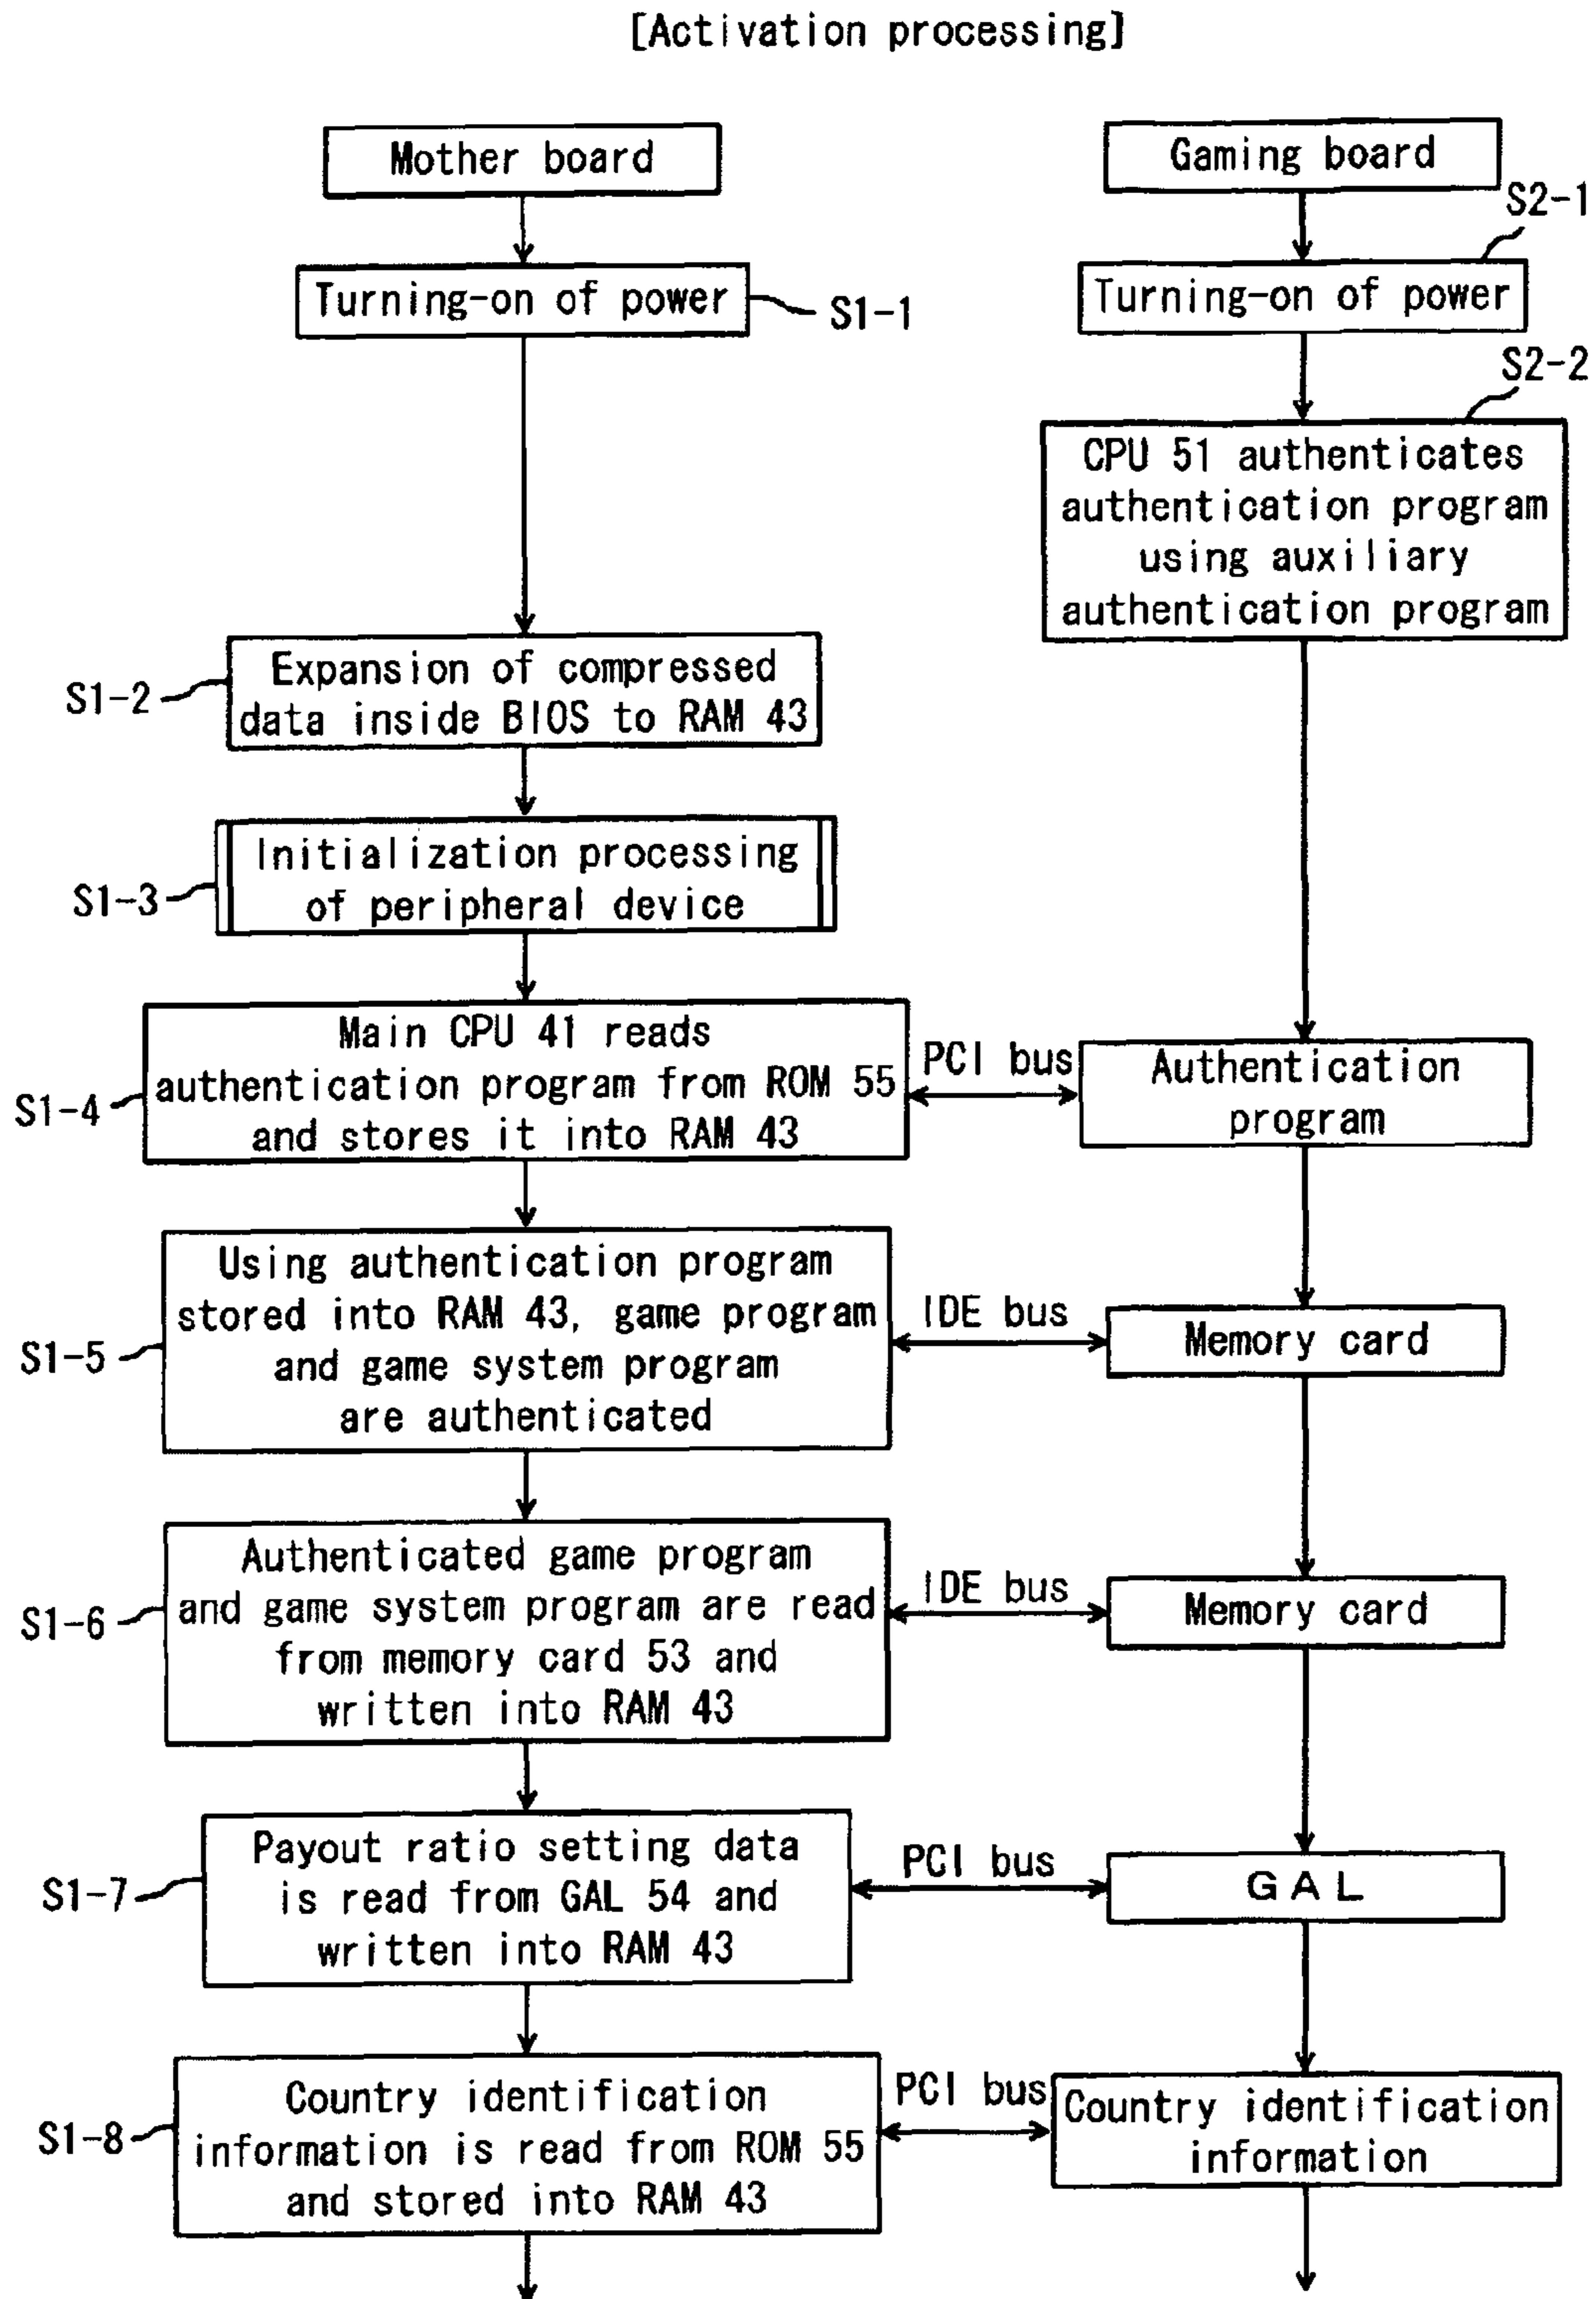 [Activation processing]
Mother board
Gaming board
S2-1
Turning-on of power
S1-1
Turning-on of power
S2-2
CPU 51 authenticates
authentication program
using auxiliary
authentication program
S1-2
Expansion of compressed
data inside BIOS to RAM 43
S1-3
Initialization processing
of peripheral device
S1-4
Main CPU 41 reads
authentication program from ROM 55
and stores it into RAM 43
PCI bus
Authentication
program
S1-5
Using authentication program
stored into RAM 43, game program
and game system program
are authenticated
IDE bus
Memory card
S1-6
Authenticated game program
and game system program are read
from memory card 53 and
written into RAM 43
IDE bus
Memory card
S1-7
Payout ratio setting data
is read from GAL 54 and
written into RAM 43
PCI bus
GAL
S1-8
Country identification
information is read from ROM 55
and stored into RAM 43
PCI bus
Country identification
information